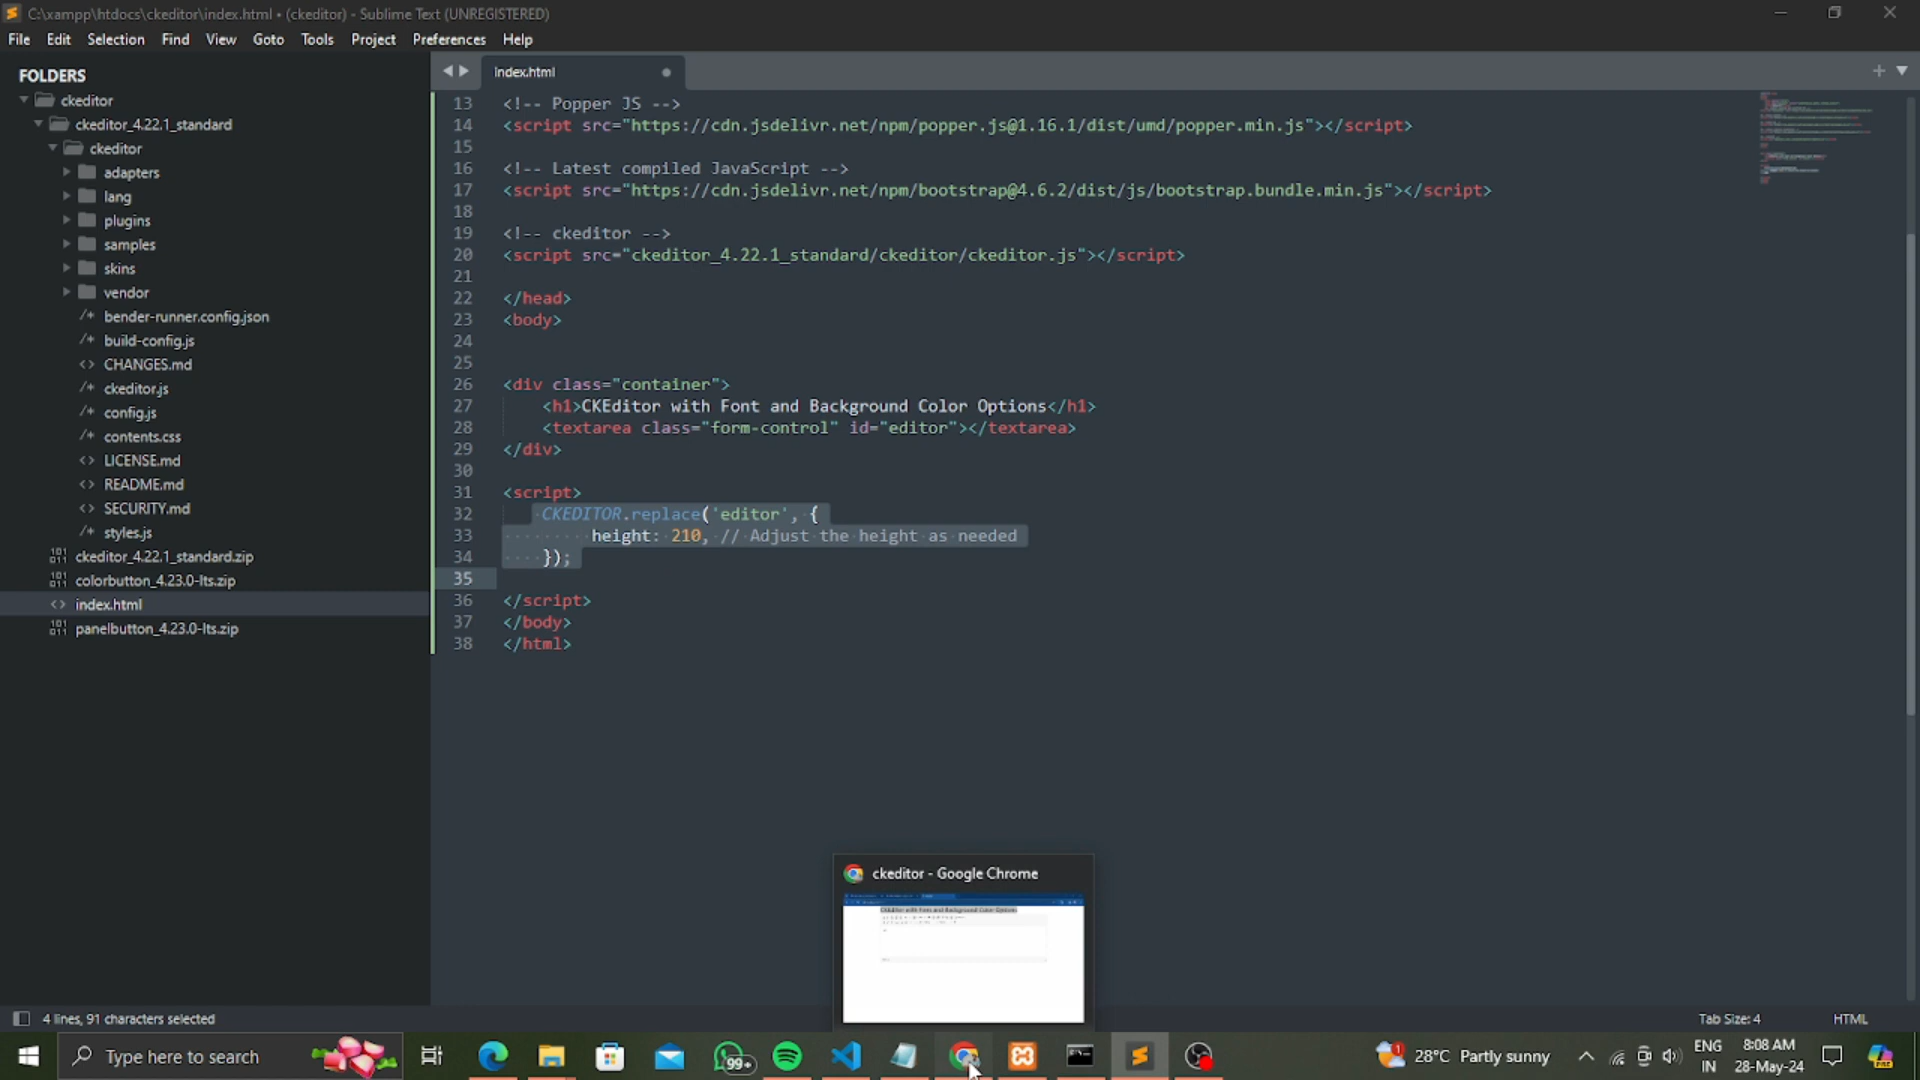 C:\xampp\htdocs\ckeditor\index.html • (ckeditor) - Sublime Text (UNREGISTERED)
File Edit Selection Find View Goto Tools Project Preferences Help
FOLDERS
ckeditor
ckeditor_4.22.1_standard
ckeditor
adapters
lang
plugins
samples
skins
vendor
/* bender-runner.config.json
/* build-config.js
<> CHANGES.md
/* ckeditor.js
/* config.js
/* contents.css
<> LICENSE.md
<> README.md
<> SECURITY.md
/* styles.js
ckeditor_4.22.1_standard.zip
colorbutton_4.23.0-lts.zip
<> index.html
panelbutton_4.23.0-lts.zip
index.html
13 <!-- Popper JS -->
14 <script src="https://cdn.jsdelivr.net/npm/popper.js@1.16.1/dist/umd/popper.min.js"></script>
15
16 <!-- Latest compiled JavaScript -->
17 <script src="https://cdn.jsdelivr.net/npm/bootstrap@4.6.2/dist/js/bootstrap.bundle.min.js"></script>
18
19 <!-- ckeditor -->
20 <script src="ckeditor_4.22.1_standard/ckeditor/ckeditor.js"></script>
21
22 </head>
23 <body>
24
25
26 <div class="container">
27 <h1>CKEditor with Font and Background Color Options</h1>
28 <textarea class="form-control" id="editor"></textarea>
29 </div>
30
31 <script>
32 CKEDITOR.replace('editor', {
33 height: 210, // Adjust the height as needed
34 });
35
36 </script>
37 </body>
38 </html>
ckeditor - Google Chrome
CKEditor with Font and Background Color Options
4 lines, 91 characters selected
Tab Size: 4 HTML
Type here to search
99+
28°C Partly sunny
ENG
IN
8:08 AM
28-May-24